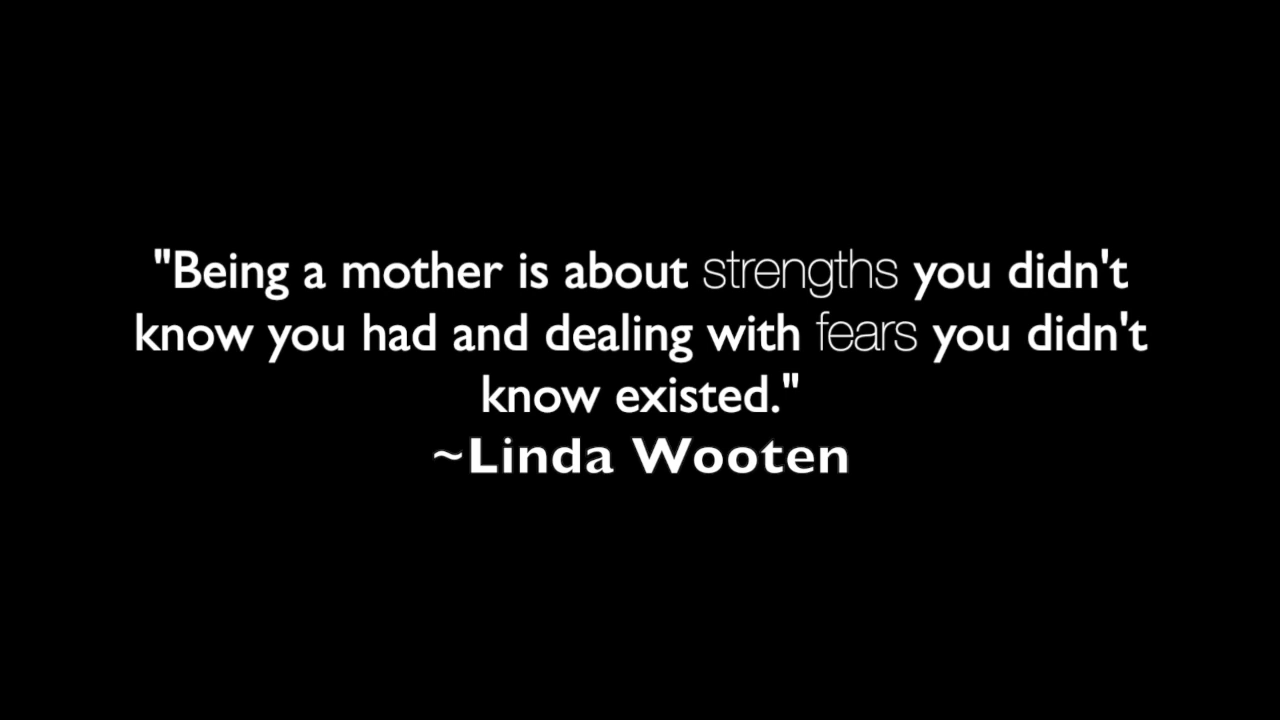 "Being a mother is about strengths you didn't
know you had and dealing with fears you didn't
know existed."
~Linda Wooten